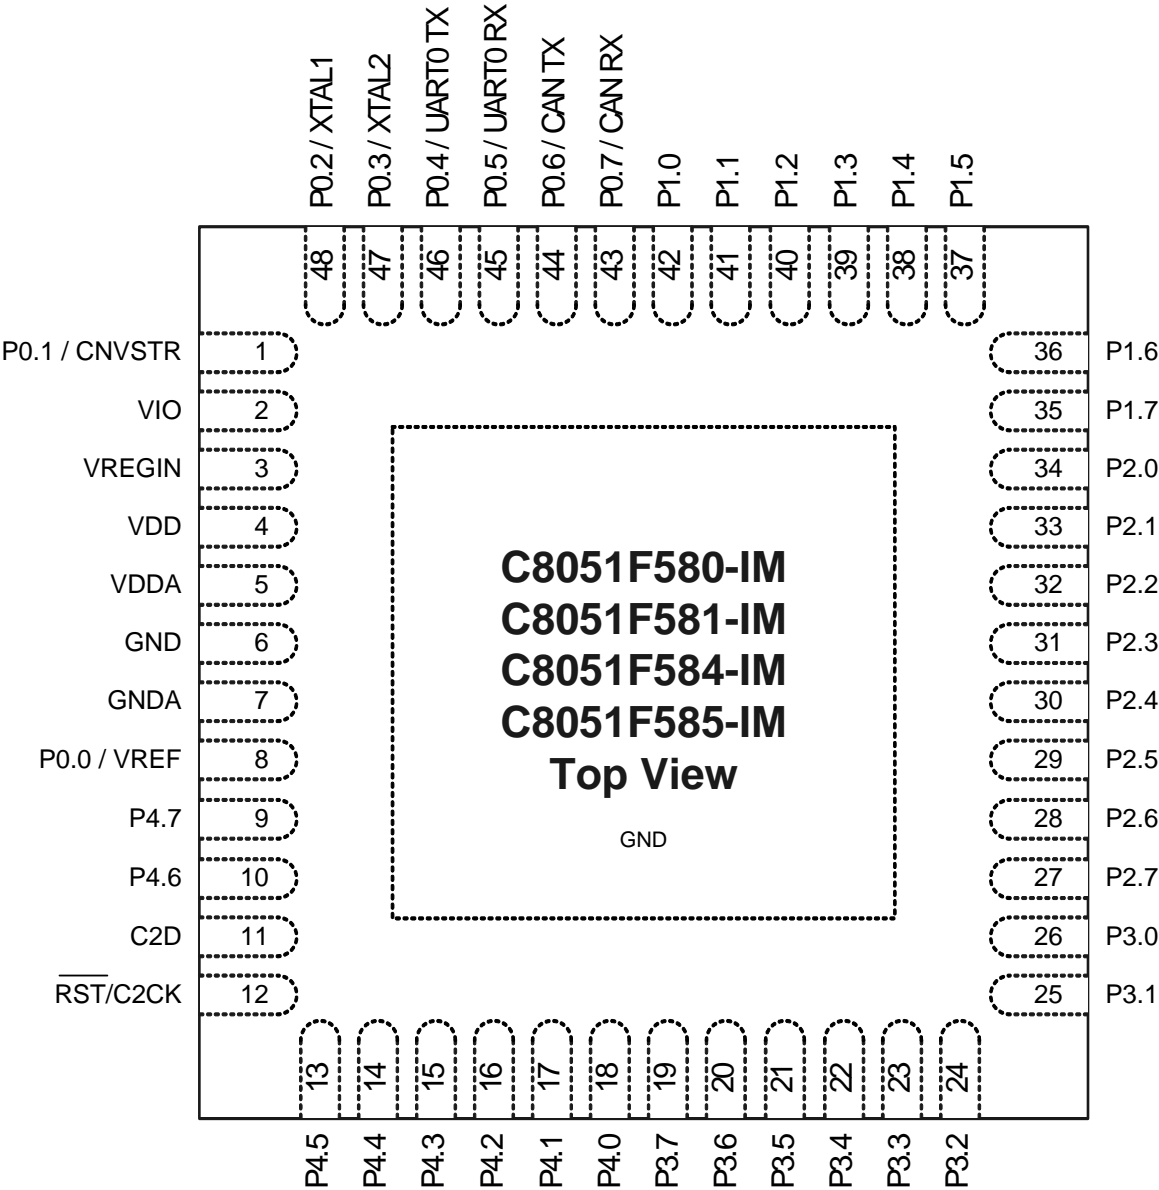 P0.2 / XTAL1
P0.3 / XTAL2
P0.4 / UART0 TX
P0.5 / UART0 RX
P0.6 / CAN TX
P0.7 / CAN RX
P1.0
P1.1
P1.2
P1.3
P1.4
P1.5
48
47
46
45
44
43
42
41
40
39
38
37
P0.1 / CNVSTR 1
VIO 2
VREGIN 3
VDD 4
VDDA 5
GND 6
GNDA 7
P0.0 / VREF 8
P4.7 9
P4.6 10
C2D 11
RST/C2CK 12
C8051F580-IM
C8051F581-IM
C8051F584-IM
C8051F585-IM
Top View
GND
36 P1.6
35 P1.7
34 P2.0
33 P2.1
32 P2.2
31 P2.3
30 P2.4
29 P2.5
28 P2.6
27 P2.7
26 P3.0
25 P3.1
13
14
15
16
17
18
19
20
21
22
23
24
P4.5
P4.4
P4.3
P4.2
P4.1
P4.0
P3.7
P3.6
P3.5
P3.4
P3.3
P3.2